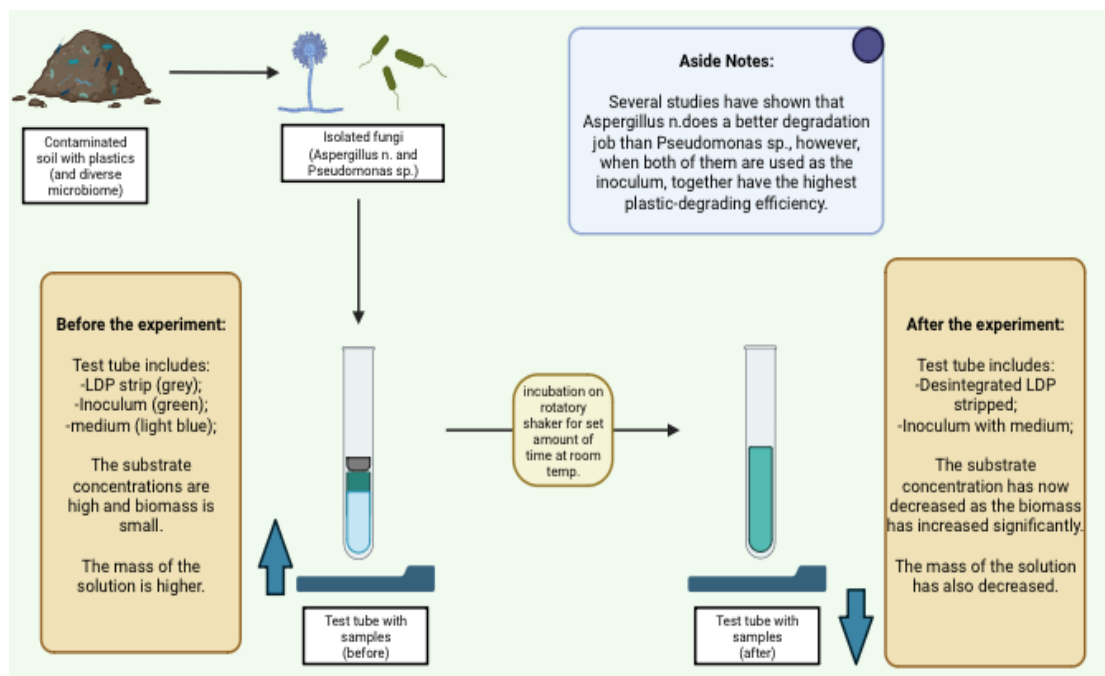 Contaminated
soil with plastics
(and diverse
microbiome)
Isolated fungi
(Aspergillus n. and
Pseudomonas sp.)
Aside Notes:
Several studies have shown that
Aspergillus n.does a better degradation
job than Pseudomonas sp., however,
when both of them are used as the
inoculum, together have the highest
plastic-degrading efficiency.
Before the experiment:
Test tube includes:
-LDP strip (grey);
-Inoculum (green);
-medium (light blue);
The substrate
concentrations are
high and biomass is
small.
The mass of the
solution is higher.
Test tube with
samples
(before)
incubation on
rotatory
shaker for set
amount of
time at room
temp.
Test tube with
samples
(after)
After the experiment:
Test tube includes:
-Desintegrated LDP
stripped;
-Inoculum with medium;
The substrate
concentration has now
decreased as the biomass
has increased significantly.
The mass of the solution
has also decreased.